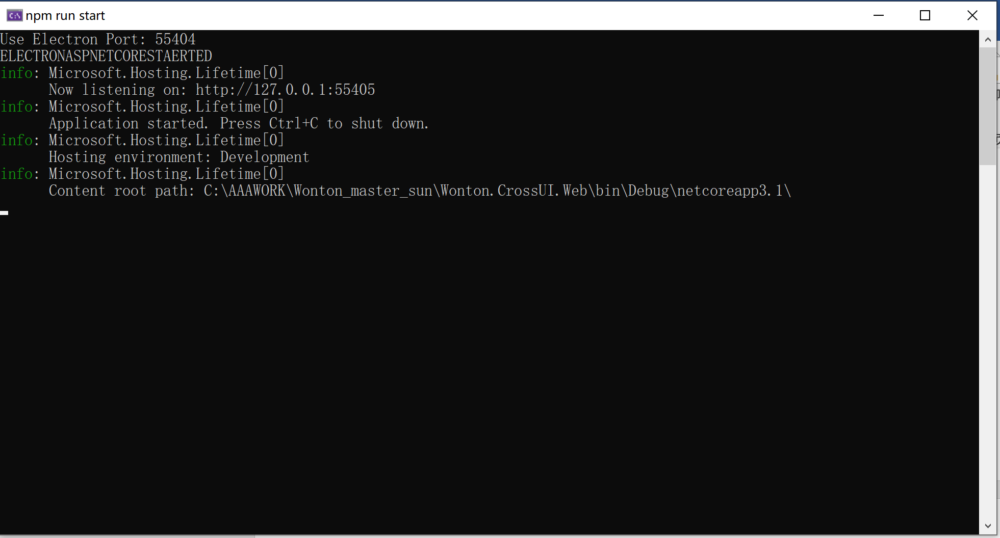 npm run start
Use Electron Port: 55404
ELECTRONASPNETCORESTAERTED
info: Microsoft.Hosting.Lifetime[0]
      Now listening on: http://127.0.0.1:55405
info: Microsoft.Hosting.Lifetime[0]
      Application started. Press Ctrl+C to shut down.
info: Microsoft.Hosting.Lifetime[0]
      Hosting environment: Development
info: Microsoft.Hosting.Lifetime[0]
      Content root path: C:\AAAWORK\Wonton_master_sun\Wonton.CrossUI.Web\bin\Debug\netcoreapp3.1\